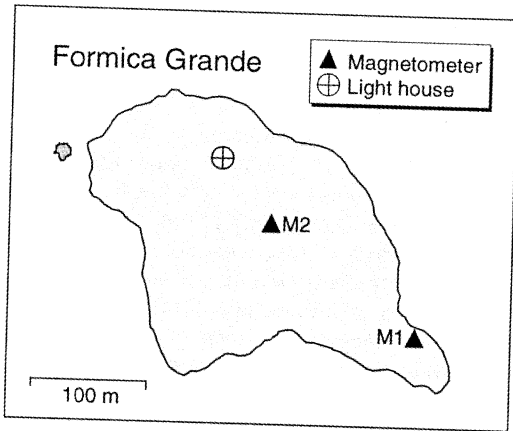 Formica Grande
Magnetometer
Light house
M2
M1
100 m